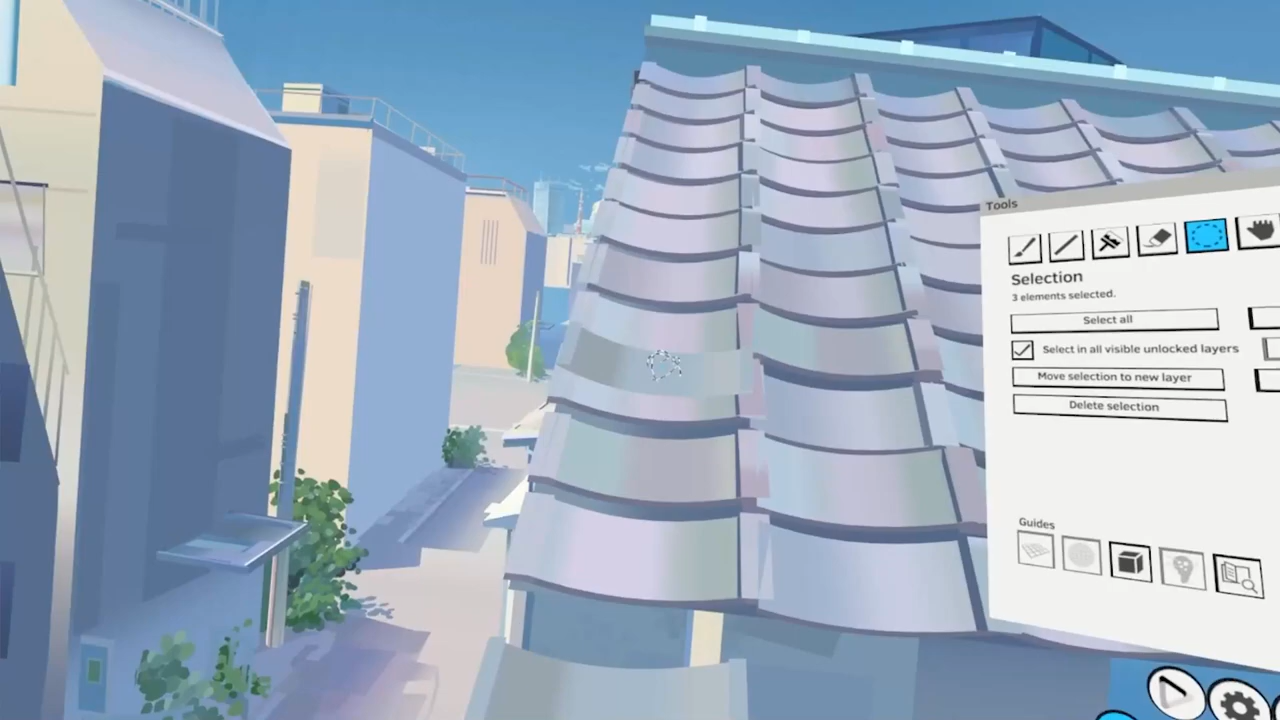 Tools
Selection
3 elements selected.
Select all
Select in all visible unlocked layers
Move selection to new layer
Delete selection
Guides